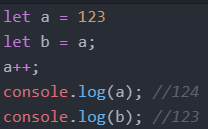 let a = 123
let b = a;
a++;
console.log(a); //124
console.log(b); //123